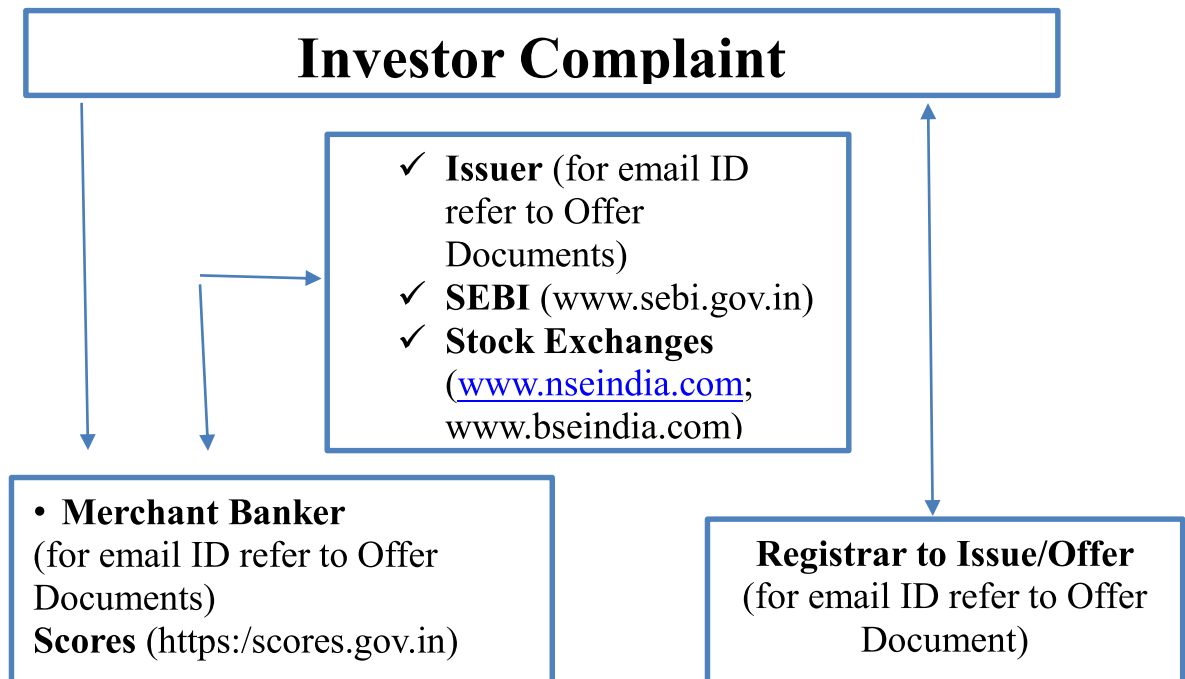 Investor Complaint
✓ Issuer (for email ID
refer to Offer
Documents)
✓ SEBI (www.sebi.gov.in)
✓ Stock Exchanges
(www.nseindia.com;
www.bseindia.com)
• Merchant Banker
(for email ID refer to Offer
Documents)
Scores (https:/scores.gov.in)
Registrar to Issue/Offer
(for email ID refer to Offer
Document)